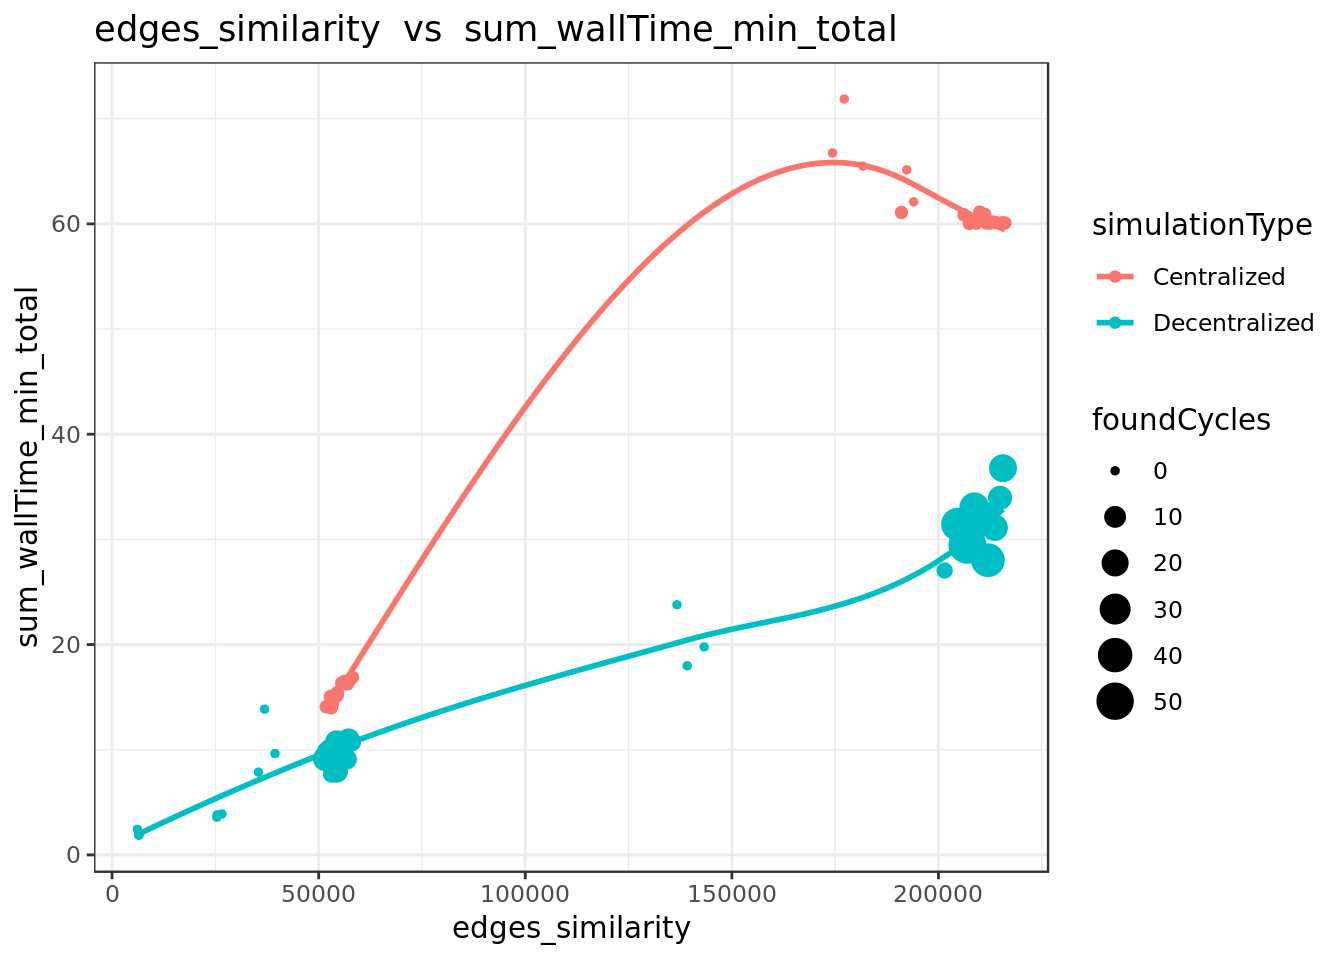 edges_similarity  vs  sum_wallTime_min_total
sum_wallTime_min_total
60
40
20
0
0
50000
100000
150000
200000
edges_similarity
simulationType
Centralized
Decentralized
foundCycles
0
10
20
30
40
50